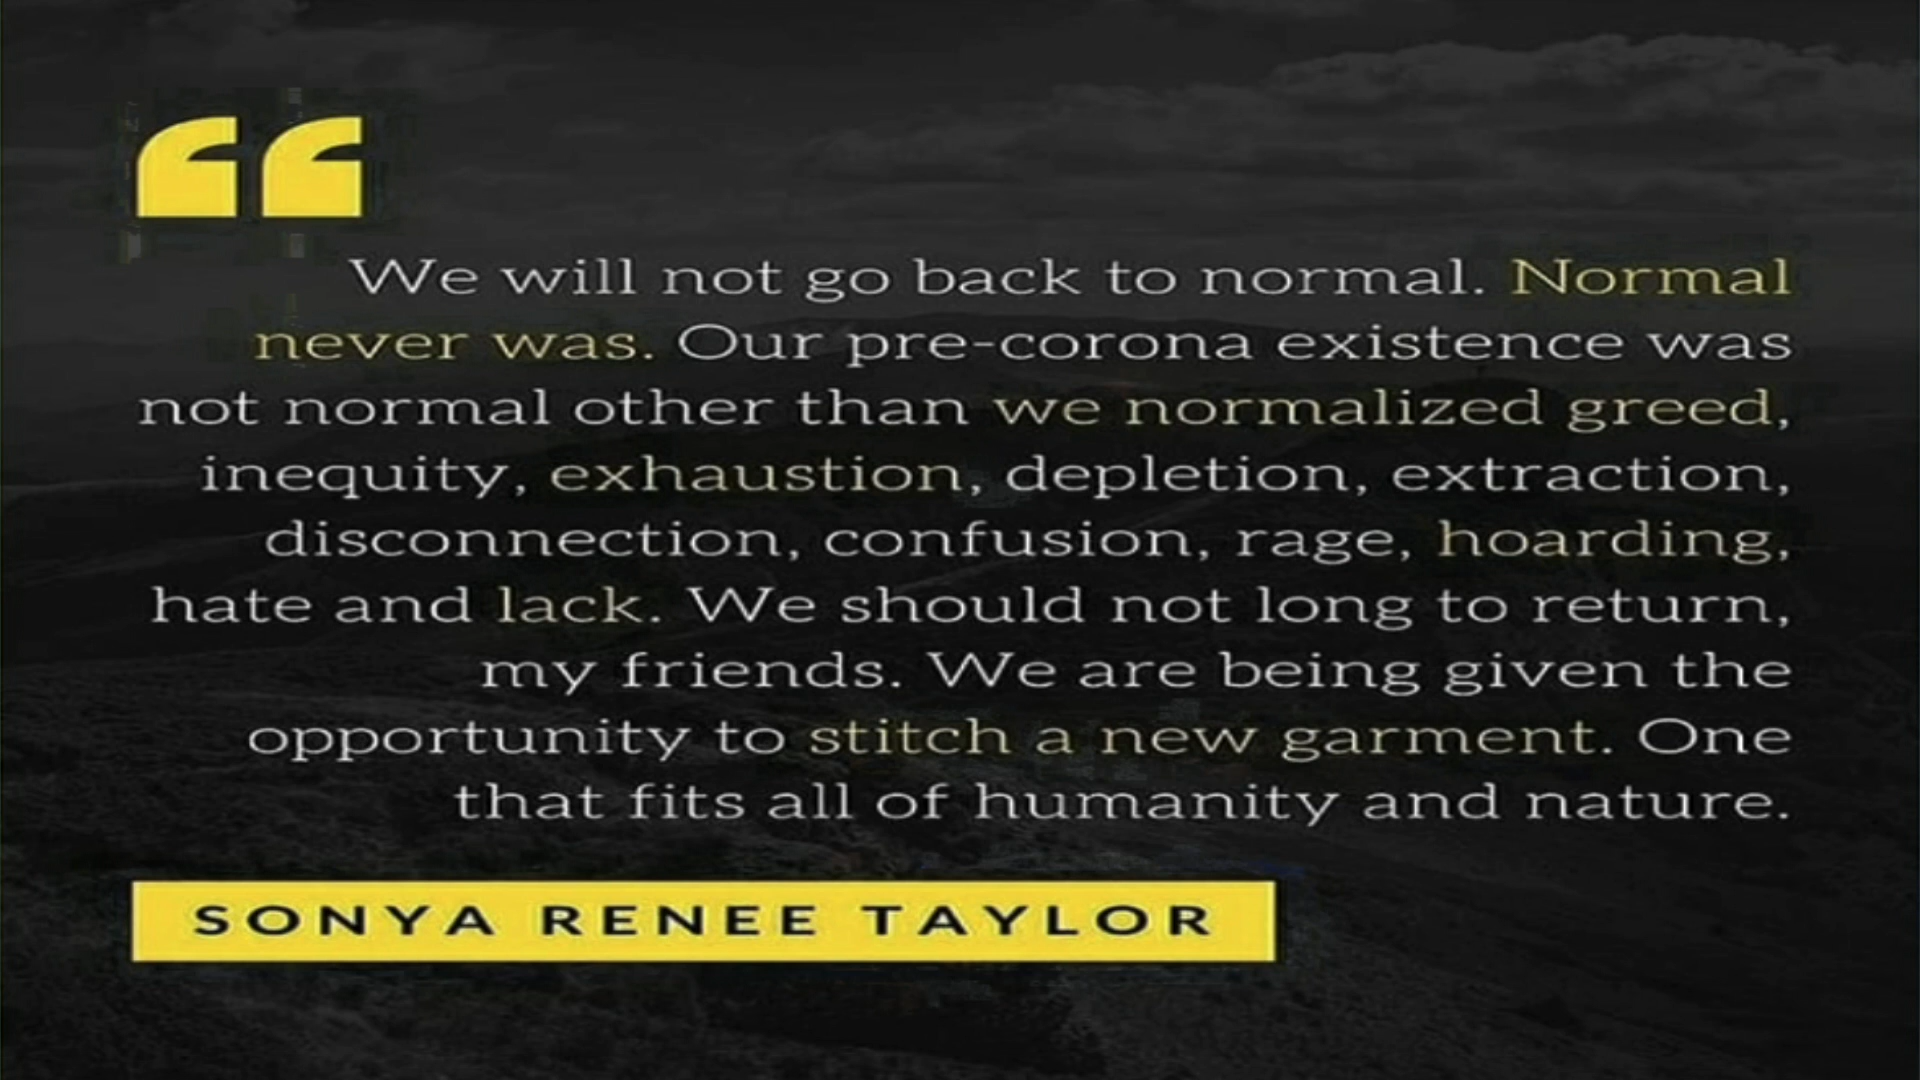 “
We will not go back to normal. Normal
never was. Our pre-corona existence was
not normal other than we normalized greed,
inequity, exhaustion, depletion, extraction,
disconnection, confusion, rage, hoarding,
hate and lack. We should not long to return,
my friends. We are being given the
opportunity to stitch a new garment. One
that fits all of humanity and nature.
SONYA RENEE TAYLOR